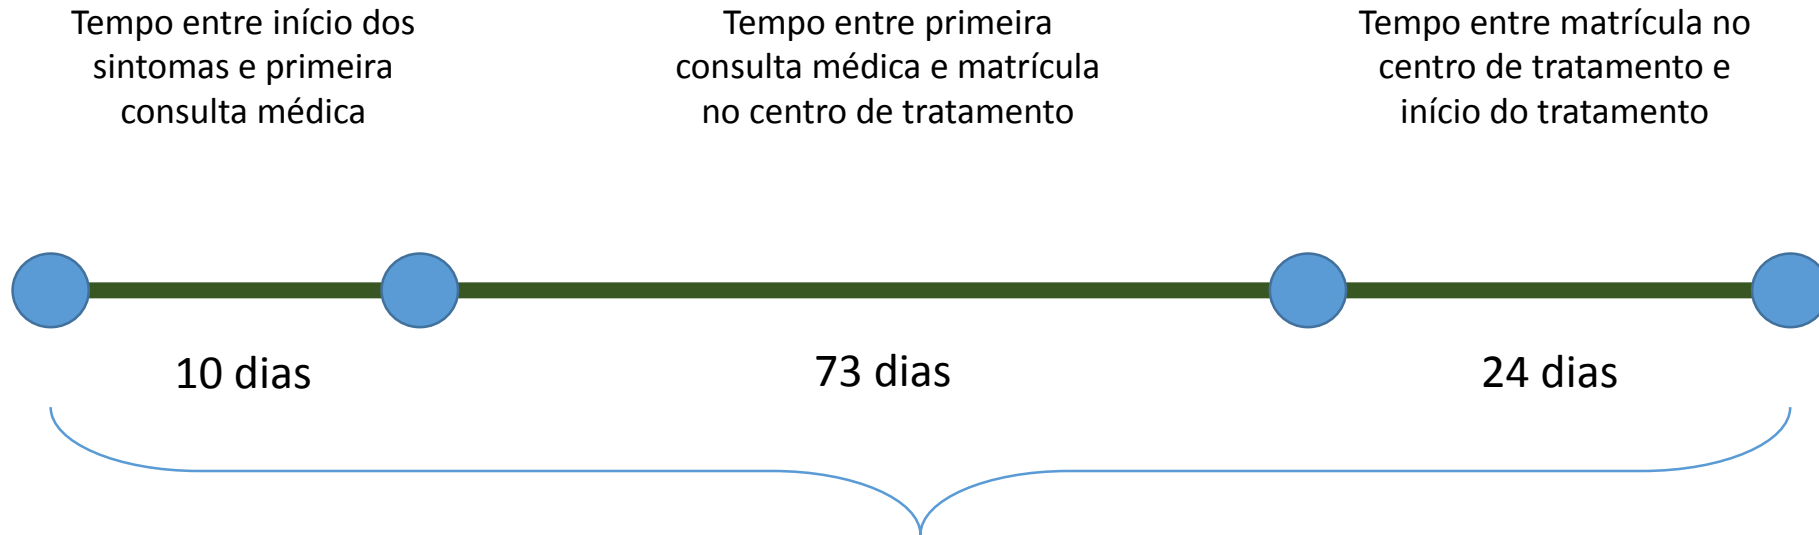 Tempo entre início dos
sintomas e primeira
consulta médica
Tempo entre primeira
consulta médica e matrícula
no centro de tratamento
Tempo entre matrícula no
centro de tratamento e
início do tratamento
10 dias
73 dias
24 dias